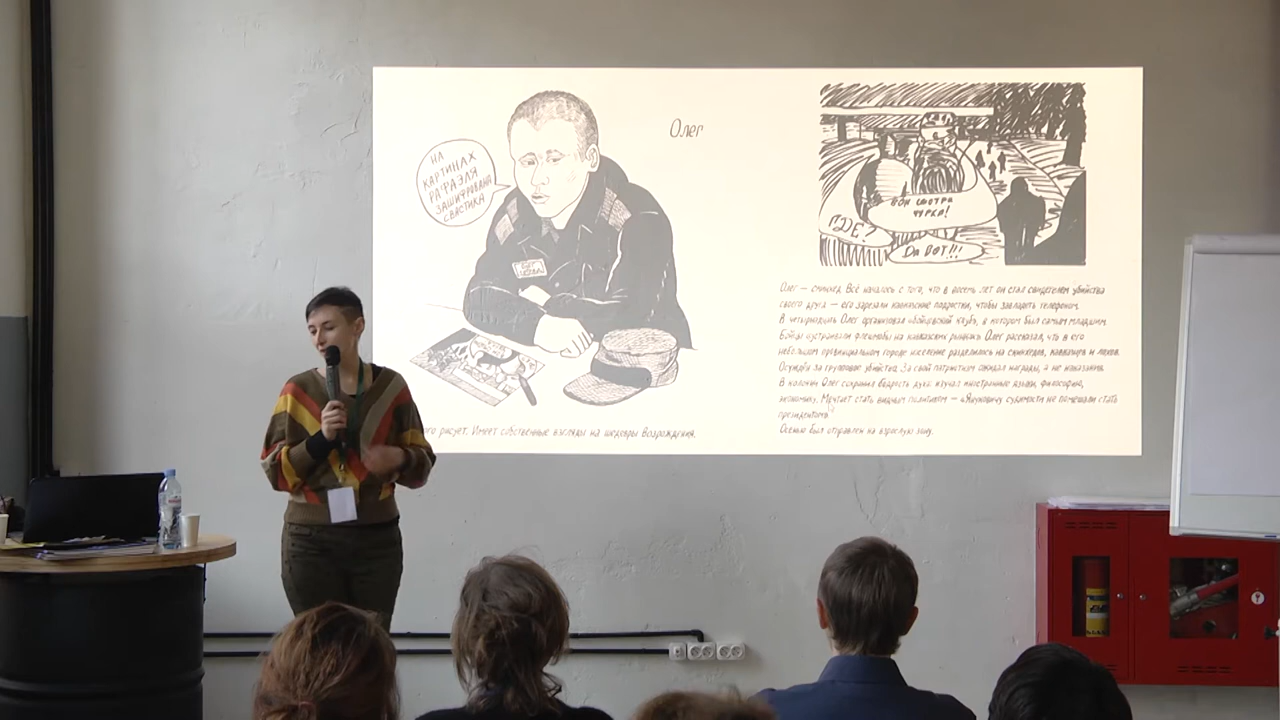 Олег
НА
КАРТИНАХ
РАФАЭЛЯ
ЗАШИФРОВАНА
СВАСТИКА
рисует. Имеет собственные взгляды на шедевры Возрождения.
ВОН СМОТРИ
ЧУРКА!
ГДЕ?
ДА ВОТ!!!
Олег — скинхед. Всё началось с того, что в восемь лет он стал свидетелем убийства
своего друга — его зарезали кавказские подростки, чтобы завладеть телефоном.
В четырнадцать Олег организовал «бойцовский клуб», в котором был самым младшим.
Бойцы устраивали флешмобы на кавказских рынках. Олег рассказал, что в его
небольшом провинциальном городе население разделилось на скинхедов, кавказцев и лохов.
Осуждён за групповое убийство. За свой патриотизм ожидал награды, а не наказания.
В колонии Олег сохранил бодрость духа: изучал иностранные языки, философию,
экономику. Мечтает стать видным политиком — «Януковичу судимости не помешали стать
президентом»
Осенью был отправлен на взрослую зону.